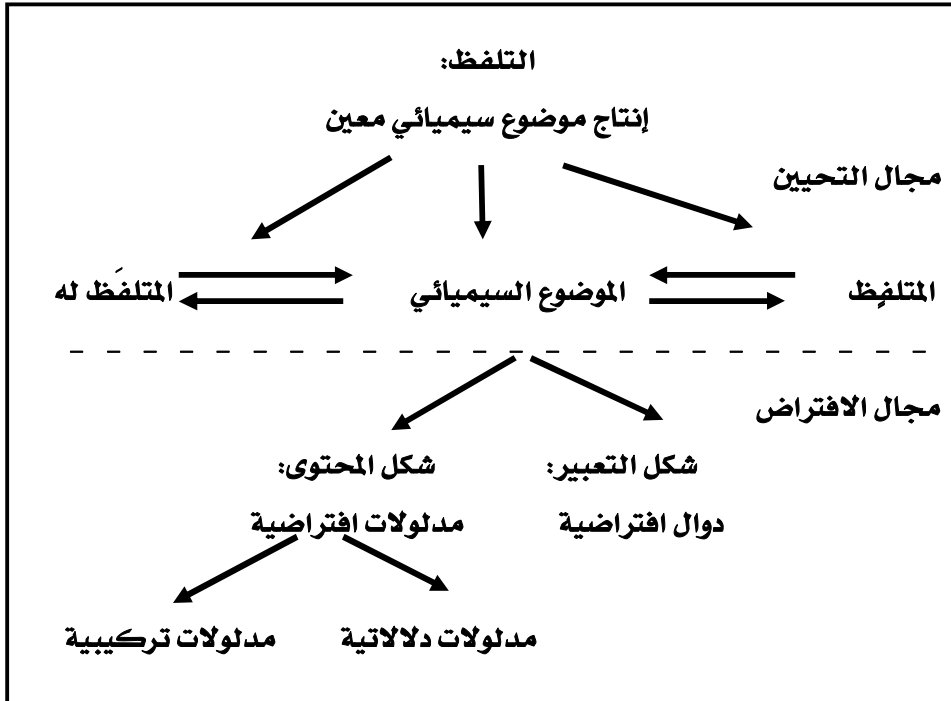 التلفظ:
إنتاج موضوع سيميائي معين
مجال التحيين
المتلفِظ
الموضوع السيميائي
المتلفَظ له
مجال الافتراض
شكل التعبير:
شكل المحتوى:
دوال افتراضية
مدلولات افتراضية
مدلولات دلالاتية
مدلولات تركيبية